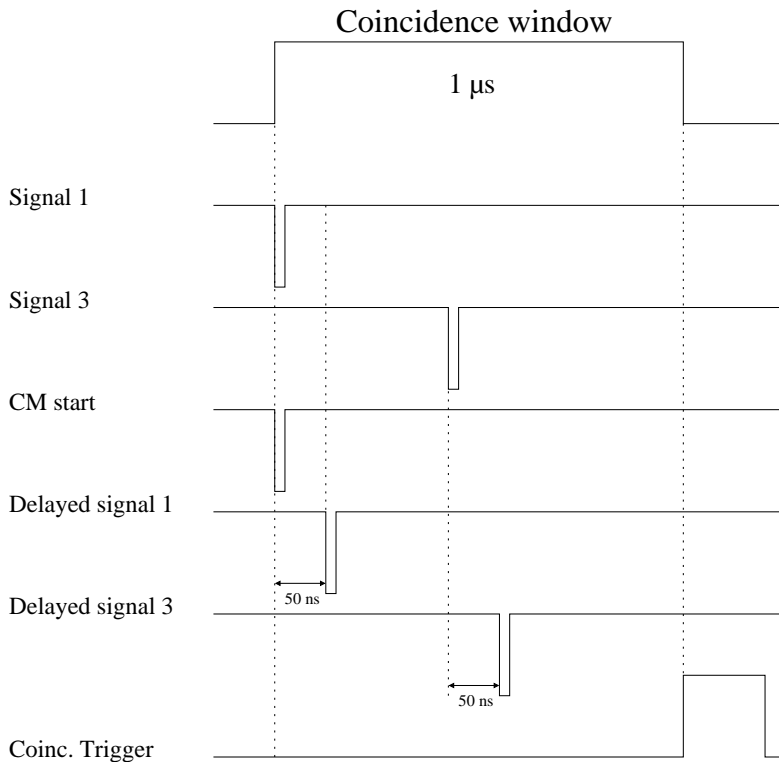 Coincidence window
1 μs
Signal 1
Signal 3
CM start
Delayed signal 1
50 ns
Delayed signal 3
50 ns
Coinc. Trigger